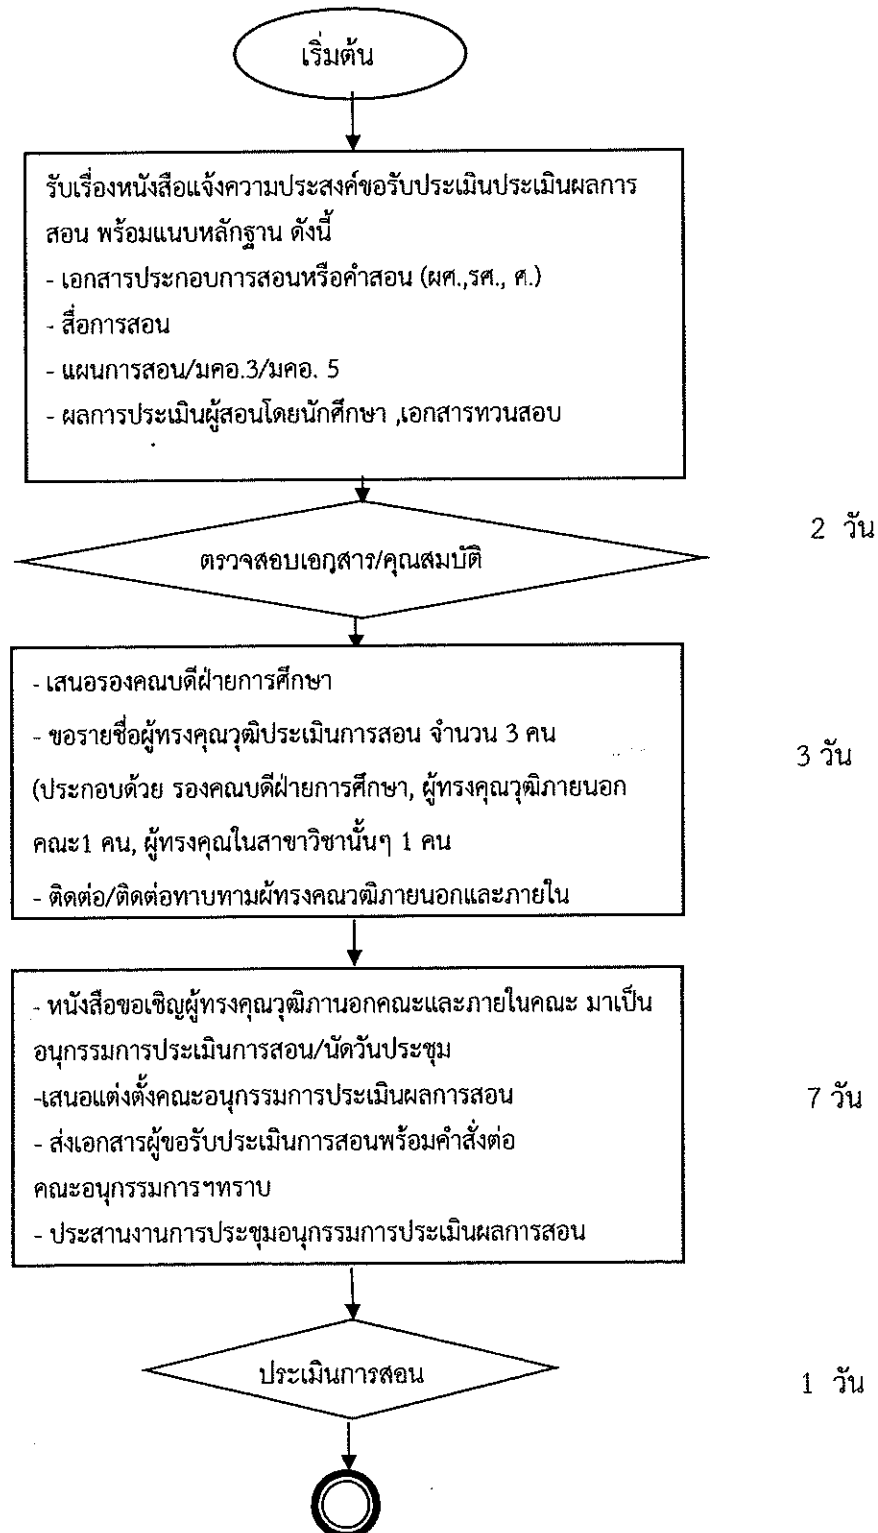 เริ่มต้น
รับเรื่องหนังสือแจ้งความประสงค์ขอรับประเมินประเมินผลการ
สอน พร้อมแนบหลักฐาน ดังนี้
- เอกสารประกอบการสอนหรือคำสอน (ผศ.,รศ., ศ.)
- สื่อการสอน
- แผนการสอน/มคอ.3/มคอ. 5
- ผลการประเมินผู้สอนโดยนักศึกษา ,เอกสารทวนสอบ
ตรวจสอบเอกสาร/คุณสมบัติ
2 วัน
- เสนอรองคณบดีฝ่ายการศึกษา
- ขอรายชื่อผู้ทรงคุณวุฒิประเมินการสอน จำนวน 3 คน
(ประกอบด้วย รองคณบดีฝ่ายการศึกษา, ผู้ทรงคุณวุฒิภายนอก
คณะ1 คน, ผู้ทรงคุณในสาขาวิชานั้นๆ 1 คน
- ติดต่อ/ติดต่อทาบทามผู้ทรงคุณวุฒิภายนอกและภายใน
3 วัน
- หนังสือขอเชิญผู้ทรงคุณวุฒิภานอกคณะและภายในคณะ มาเป็น
อนุกรรมการประเมินการสอน/นัดวันประชุม
-เสนอแต่งตั้งคณะอนุกรรมการประเมินผลการสอน
- ส่งเอกสารผู้ขอรับประเมินการสอนพร้อมคำสั่งต่อ
คณะอนุกรรมการฯทราบ
- ประสานงานการประชุมอนุกรรมการประเมินผลการสอน
7 วัน
ประเมินการสอน
1 วัน